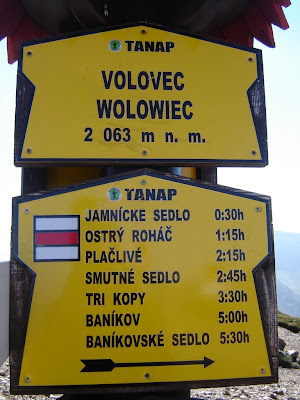 TANAP
VOLOVEC
WOLOWIEC
2 063 m n. m.
TANAP
JAMNÍCKE SEDLO 0:30h
OSTRÝ ROHÁČ 1:15h
PLAČLIVÉ 2:15h
SMUTNÉ SEDLO 2:45h
TRI KOPY 3:30h
BANÍKOV 5:00h
BANÍKOVSKÉ SEDLO 5:30h